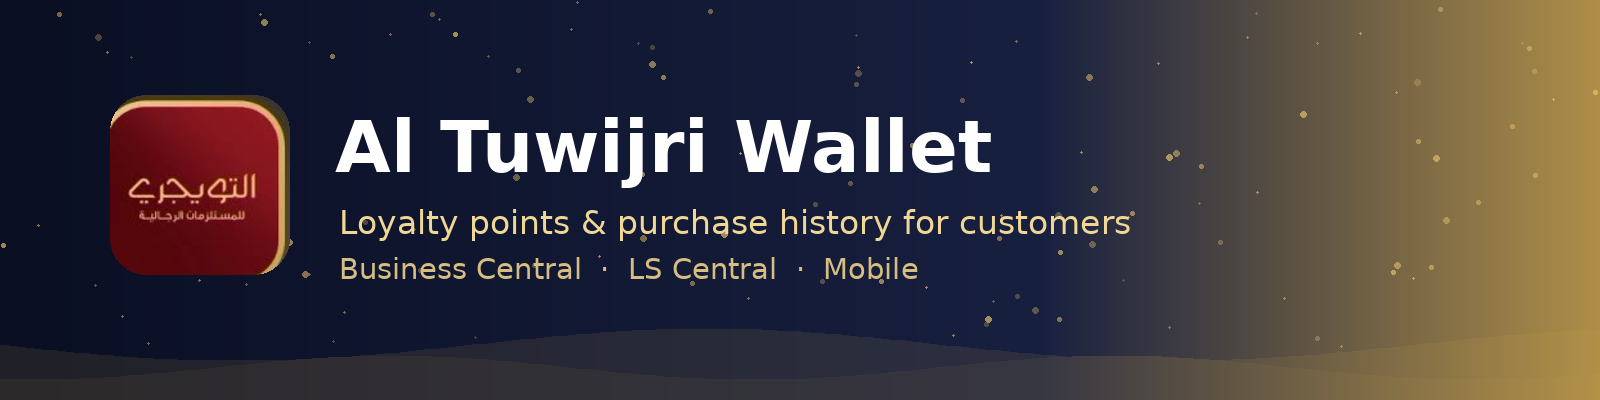 التويجري
للمستلزمات الرجالية
Al Tuwijri Wallet
Loyalty points & purchase history for customers
Business Central · LS Central · Mobile